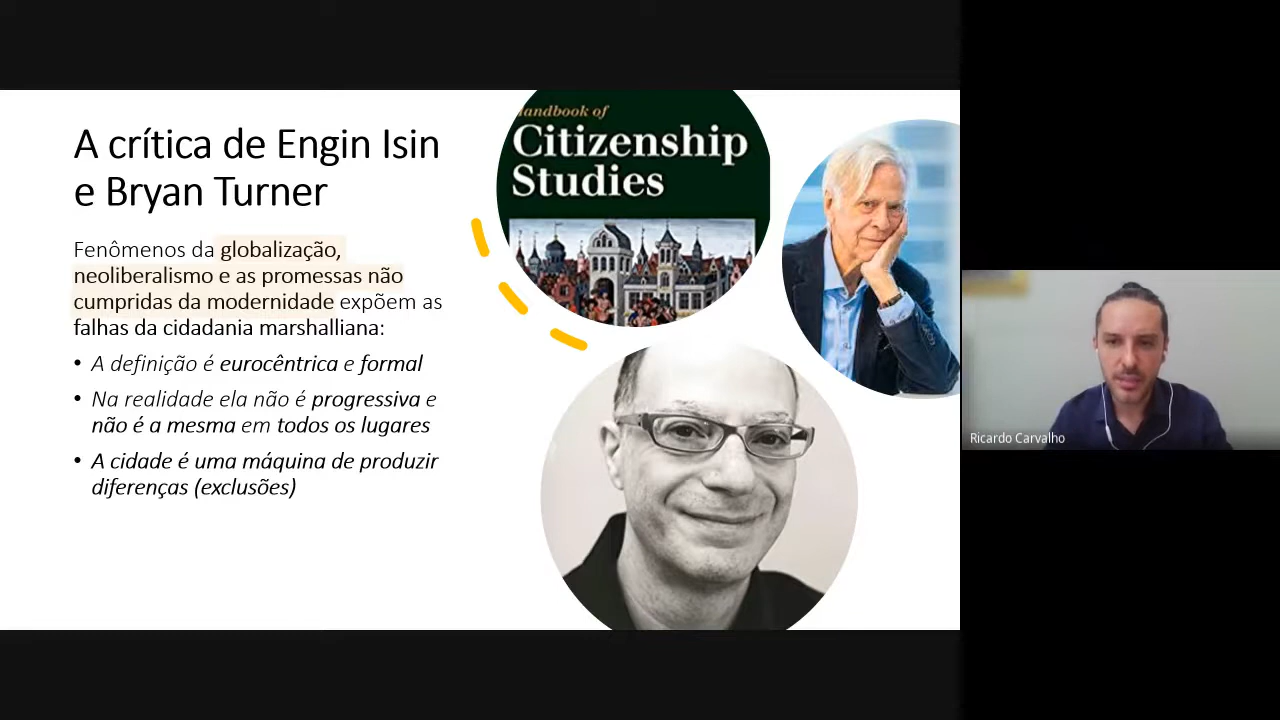 A crítica de Engin Isin
e Bryan Turner
Fenômenos da globalização,
neoliberalismo e as promessas não
cumpridas da modernidade expõem as
falhas da cidadania marshalliana:
• A definição é eurocêntrica e formal
• Na realidade ela não é progressiva e
não é a mesma em todos os lugares
• A cidade é uma máquina de produzir
diferenças (exclusões)
Handbook of
Citizenship
Studies
Ricardo Carvalho